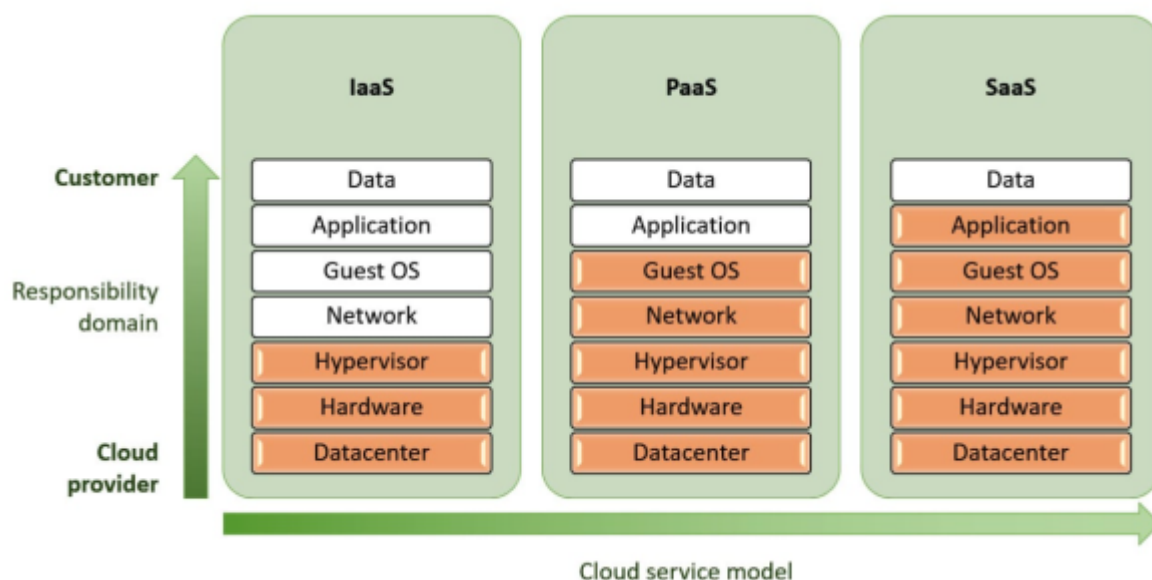 IaaS
PaaS
SaaS
Customer
Responsibility
domain
Cloud
provider
Data
Application
Guest OS
Network
Hypervisor
Hardware
Datacenter
Data
Application
Guest OS
Network
Hypervisor
Hardware
Datacenter
Data
Application
Guest OS
Network
Hypervisor
Hardware
Datacenter
Cloud service model